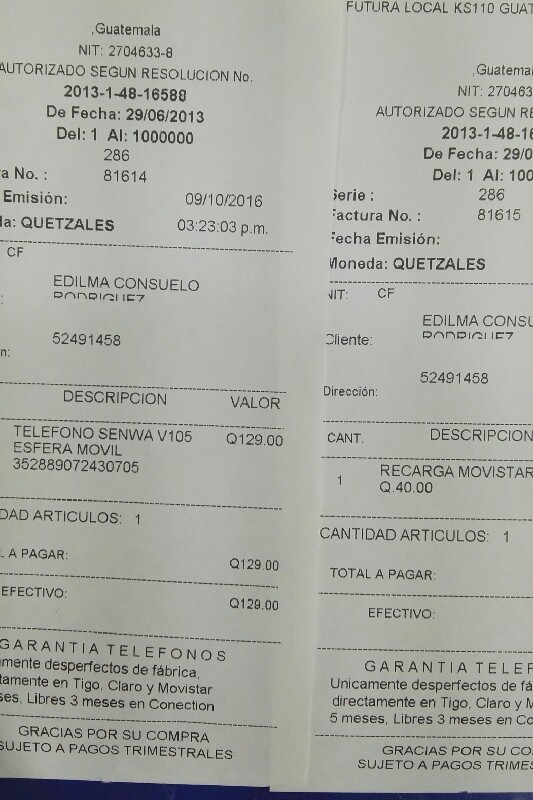 ,Guatemala
NIT: 2704633-8
AUTORIZADO SEGUN RESOLUCION No.
2013-1-48-16588
De Fecha: 29/06/2013
Del: 1 Al: 1000000
286
ra No. : 81614
Emisión: 09/10/2016
da: QUETZALES 03:23:03 p.m.
CF
EDILMA CONSUELO
RODRIGUEZ
52491458
n:
DESCRIPCION VALOR
TELEFONO SENWA V105 Q129.00
ESFERA MOVIL
352889072430705
DAD ARTICULOS: 1
L A PAGAR: Q129.00
EFECTIVO: Q129.00
GARANTIA TELEFONOS
amente desperfectos de fábrica,
tamente en Tigo, Claro y Movistar
ses, Libres 3 meses en Conection
GRACIAS POR SU COMPRA
SUJETO A PAGOS TRIMESTRALES
FUTURA LOCAL KS110 GUAT
,Guatemal
NIT: 270463
AUTORIZADO SEGUN RE
2013-1-48-16
De Fecha: 29/0
Del: 1 Al: 100
Serie : 286
Factura No. : 81615
Fecha Emisión:
Moneda: QUETZALES
NIT: CF
EDILMA CONSU
Cliente: RODRIGUEZ
52491458
Dirección:
CANT. DESCRIPCION
1 RECARGA MOVISTAR
Q.40.00
CANTIDAD ARTICULOS: 1
TOTAL A PAGAR:
EFECTIVO:
GARANTIA TELEF
Unicamente desperfectos de fá
directamente en Tigo, Claro y M
5 meses, Libres 3 meses en Co
GRACIAS POR SU CO
SUJETO A PAGOS TRIMES